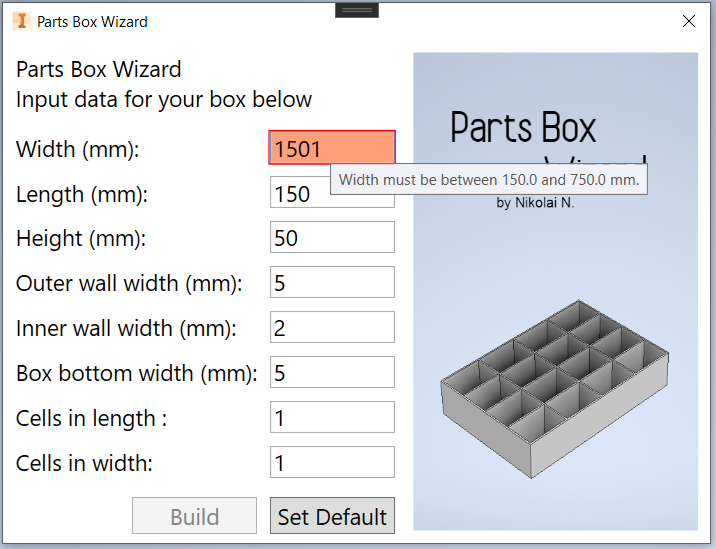 Parts Box Wizard
Parts Box Wizard
Input data for your box below
Width (mm): 1501
Width must be between 150.0 and 750.0 mm.
Length (mm): 150
Height (mm): 50
Outer wall width (mm): 5
Inner wall width (mm): 2
Box bottom width (mm): 5
Cells in length : 1
Cells in width: 1
Build Set Default
Parts Box
by Nikolai N.